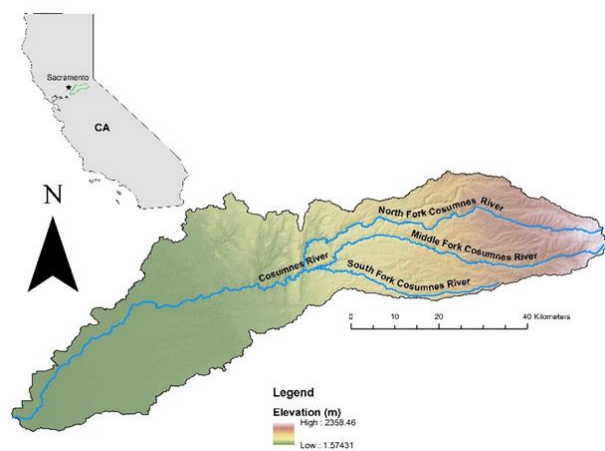 Sacramento
CA
N
North Fork Cosumnes River
Middle Fork Cosumnes River
Cosumnes River
South Fork Cosumnes River
0 10 20 40 Kilometers
Legend
Elevation (m)
High : 2358.46
Low : 1.57431